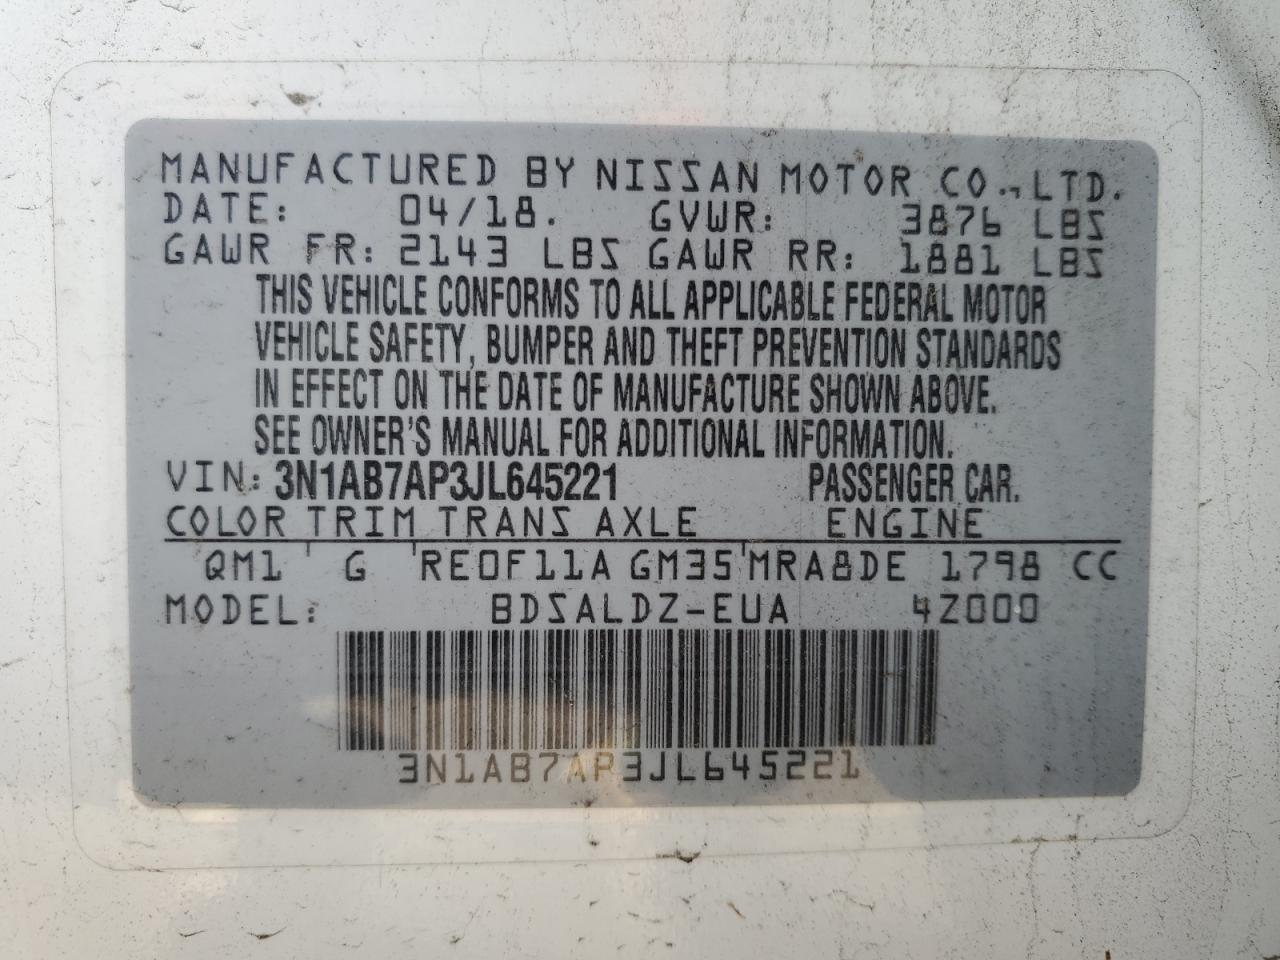 MANUFACTURED BY NISSAN MOTOR CO., LTD.
DATE: 04/18. GVWR: 3876 LBS
GAWR FR: 2143 LBS GAWR RR: 1881 LBS
THIS VEHICLE CONFORMS TO ALL APPLICABLE FEDERAL MOTOR
VEHICLE SAFETY, BUMPER AND THEFT PREVENTION STANDARDS
IN EFFECT ON THE DATE OF MANUFACTURE SHOWN ABOVE.
SEE OWNER'S MANUAL FOR ADDITIONAL INFORMATION.
VIN: 3N1AB7AP3JL645221 PASSENGER CAR.
COLOR TRIM TRANS AXLE ENGINE
QM1 G RE0F11A GM35 MRA8DE 1798 CC
MODEL: BDSALDZ-EUA 4Z000
3N1AB7AP3JL645221